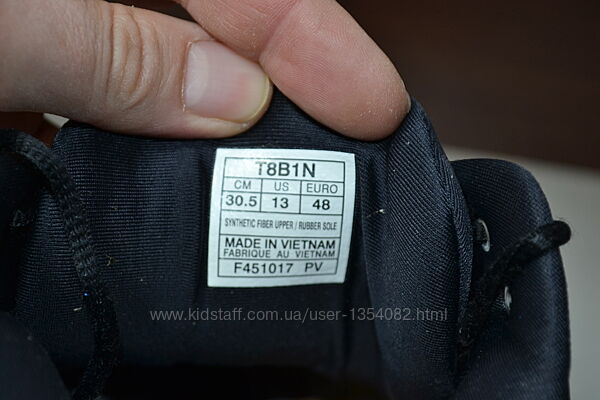 T8B1N
CM US EURO
30.5 13 48
SYNTHETIC FIBER UPPER / RUBBER SOLE
MADE IN VIETNAM
FABRIQUE AU VIETNAM
F451017 PV
www.kidstaff.com.ua/user-1354082.html